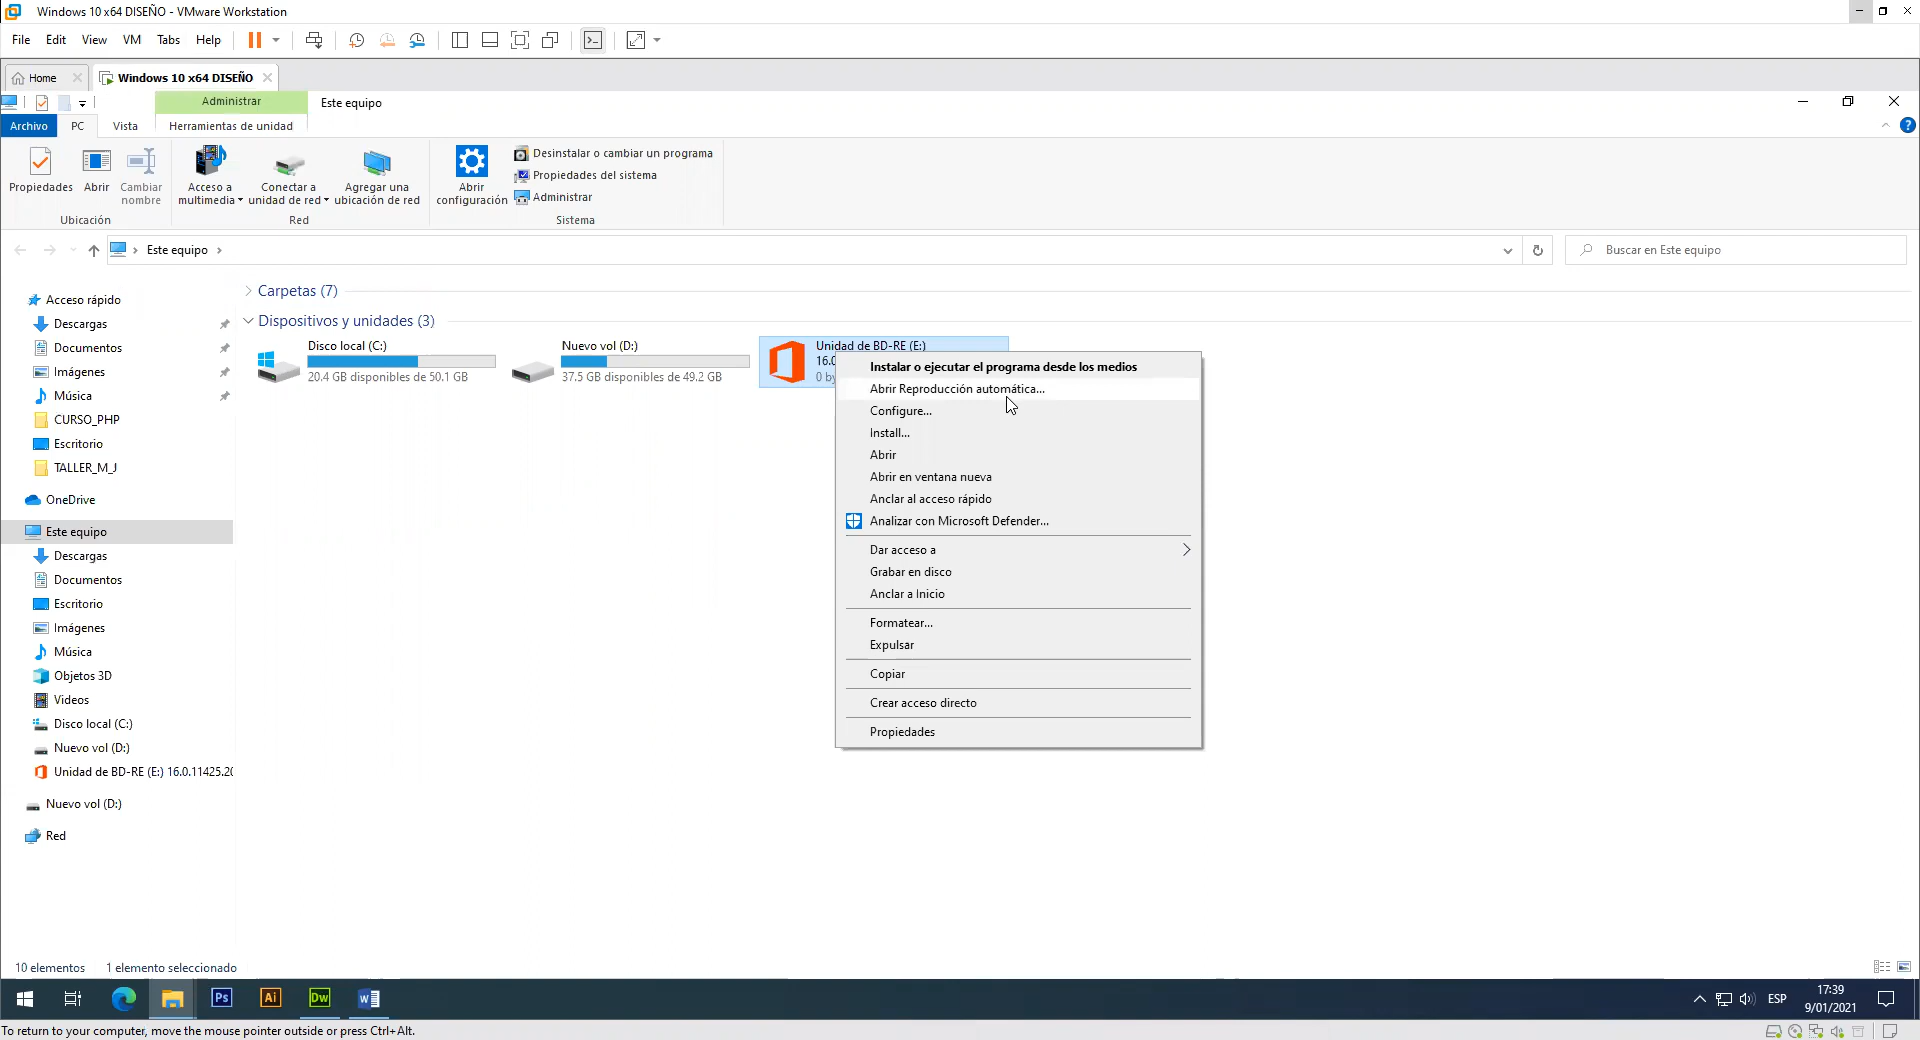 Windows 10 x64 DISEÑO - VMware Workstation
File Edit View VM Tabs Help
Home Windows 10 x64 DISEÑO
Administrar Este equipo
Archivo PC Vista Herramientas de unidad
Propiedades
Abrir
Cambiar
nombre
Ubicación
Acceso a
multimedia
Conectar a
unidad de red
Agregar una
ubicación de red
Red
Abrir
configuración
Desinstalar o cambiar un programa
Propiedades del sistema
Administrar
Sistema
Este equipo
Buscar en Este equipo
Acceso rápido
Descargas
Documentos
Imágenes
Música
CURSO_PHP
Escritorio
TALLER_M_J
OneDrive
Este equipo
Descargas
Documentos
Escritorio
Imágenes
Música
Objetos 3D
Videos
Disco local (C:)
Nuevo vol (D:)
Unidad de BD-RE (E:) 16.0.11425.20
Nuevo vol (D:)
Red
Carpetas (7)
Dispositivos y unidades (3)
Disco local (C:)
20.4 GB disponibles de 50.1 GB
Nuevo vol (D:)
37.5 GB disponibles de 49.2 GB
Unidad de BD-RE (E:)
16.0
0 by
Instalar o ejecutar el programa desde los medios
Abrir Reproducción automática...
Configure...
Install...
Abrir
Abrir en ventana nueva
Anclar al acceso rápido
Analizar con Microsoft Defender...
Dar acceso a
Grabar en disco
Anclar a Inicio
Formatear...
Expulsar
Copiar
Crear acceso directo
Propiedades
10 elementos 1 elemento seleccionado
Ps Ai Dw
ESP
17:39
9/01/2021
To return to your computer, move the mouse pointer outside or press Ctrl+Alt.